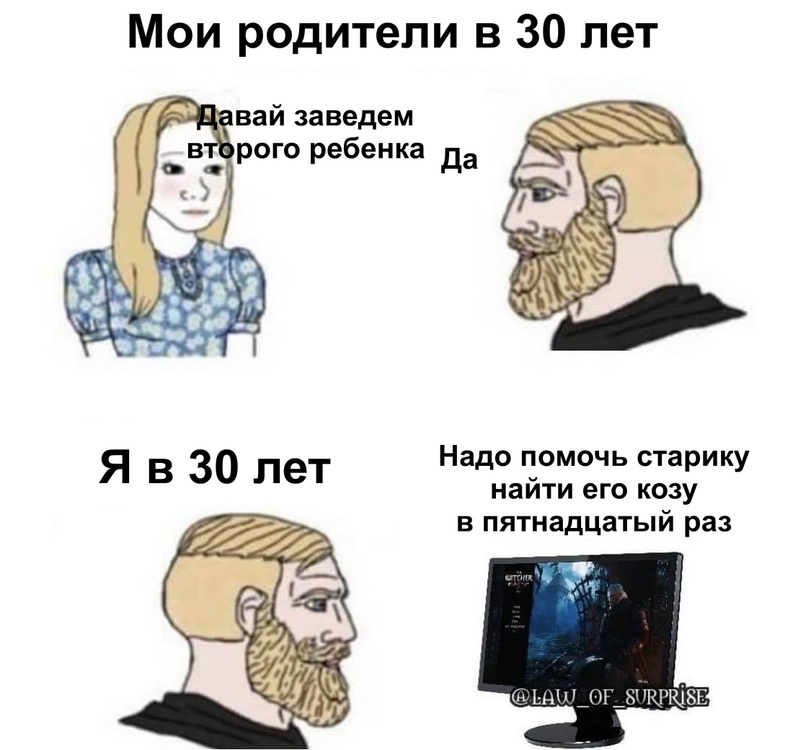 Мои родители в 30 лет
Давай заведем
второго ребенка
Да
Я в 30 лет
Надо помочь старику
найти его козу
в пятнадцатый раз
WITCHER
@LAW_OF_SURPRISE